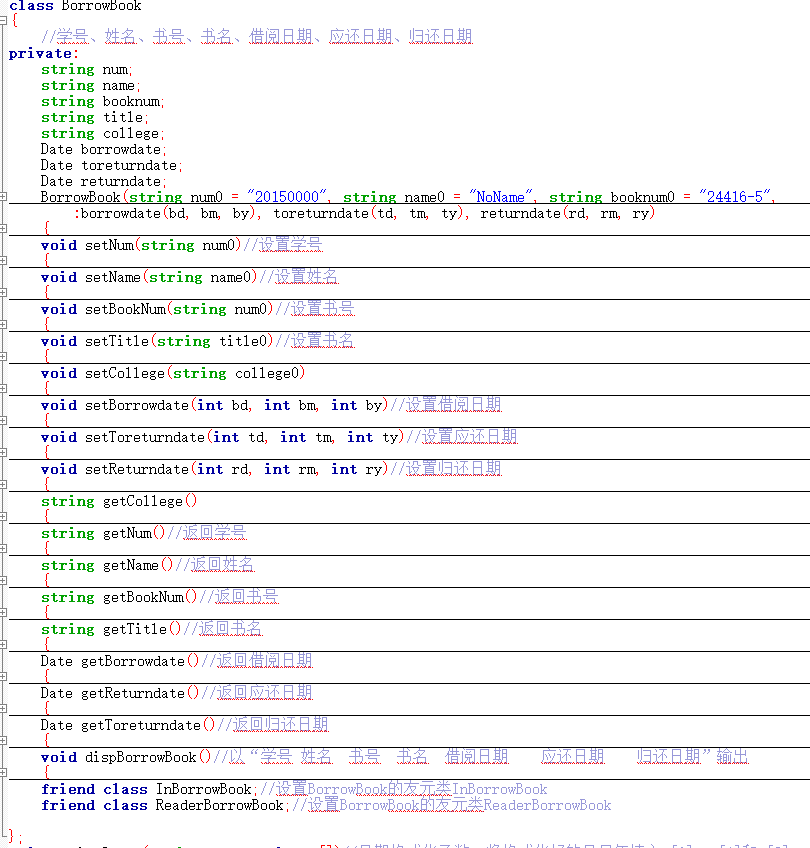 class BorrowBook
{
//学号、姓名、书号、书名、借阅日期、应还日期、归还日期
private:
string num;
string name;
string booknum;
string title;
string college;
Date borrowdate;
Date toreturndate;
Date returndate;
BorrowBook(string num0 = "20150000", string name0 = "NoName", string booknum0 = "24416-5",
:borrowdate(bd, bm, by), toreturndate(td, tm, ty), returndate(rd, rm, ry)
{
void setNum(string num0)//设置学号
{
void setName(string name0)//设置姓名
{
void setBookNum(string num0)//设置书号
{
void setTitle(string title0)//设置书名
{
void setCollege(string college0)
{
void setBorrowdate(int bd, int bm, int by)//设置借阅日期
{
void setToreturndate(int td, int tm, int ty)//设置应还日期
{
void setReturndate(int rd, int rm, int ry)//设置归还日期
{
string getCollege()
{
string getNum()//返回学号
{
string getName()//返回姓名
{
string getBookNum()//返回书号
{
string getTitle()//返回书名
{
Date getBorrowdate()//返回借阅日期
{
Date getReturndate()//返回应还日期
{
Date getToreturndate()//返回归还日期
{
void dispBorrowBook()//以“学号 姓名 书号 书名 借阅日期 应还日期 归还日期”输出
{
friend class InBorrowBook;//设置BorrowBook的友元类InBorrowBook
friend class ReaderBorrowBook;//设置BorrowBook的友元类ReaderBorrowBook
};